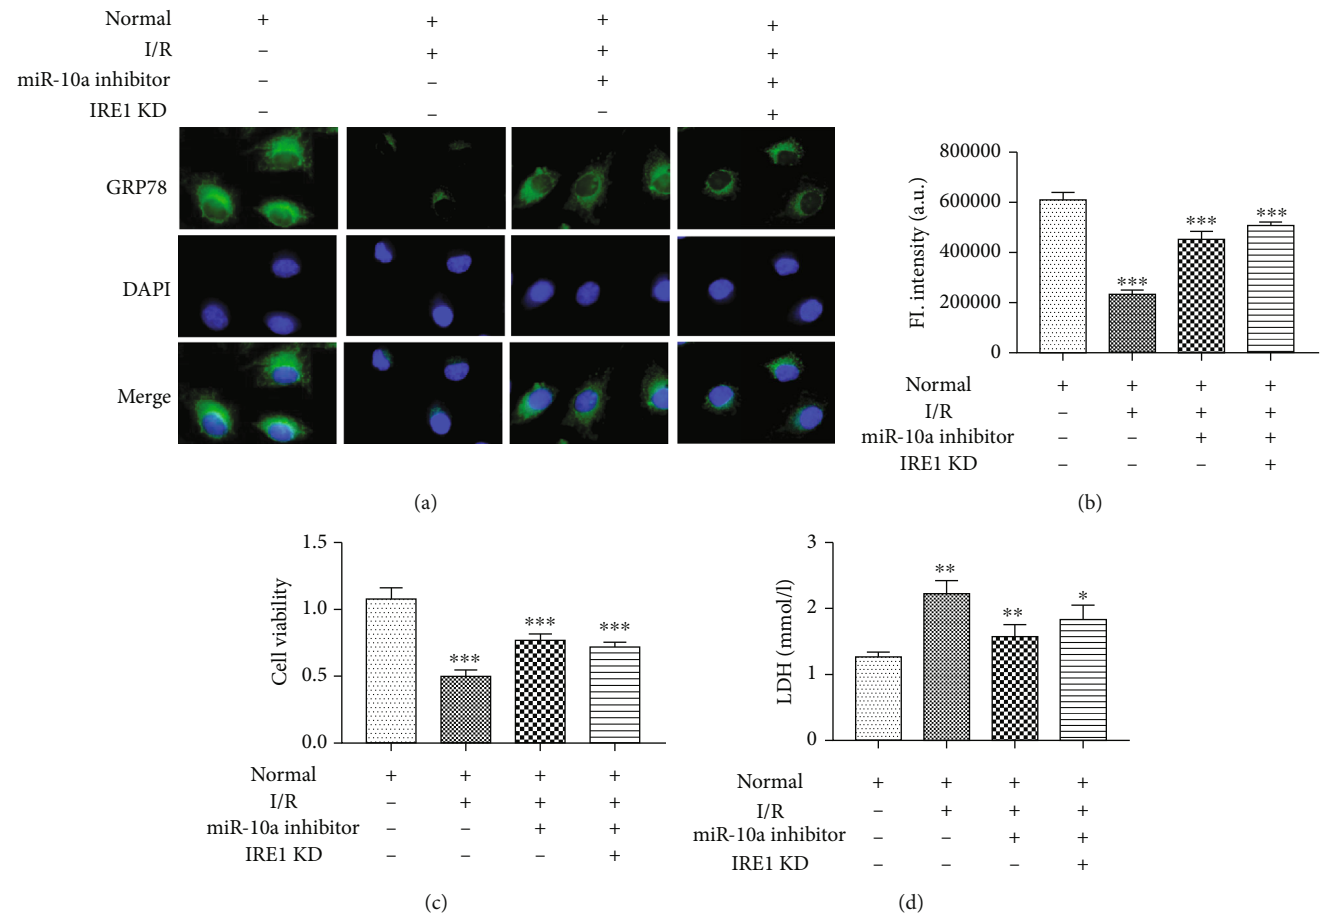 Normal + + + +
I/R – + + +
miR-10a inhibitor – – + +
IRE1 KD – – – +
GRP78
DAPI
Merge
(a)
FI. intensity (a.u.)
800000
600000
400000
200000
0
*** *** ***
Normal + + + +
I/R – + + +
miR-10a inhibitor – – + +
IRE1 KD – – – +
(b)
Cell viability
1.5
1.0
0.5
0.0
*** *** ***
Normal + + + +
I/R – + + +
miR-10a inhibitor – – + +
IRE1 KD – – – +
(c)
LDH (mmol/l)
3
2
1
0
** ** *
Normal + + + +
I/R – + + +
miR-10a inhibitor – – + +
IRE1 KD – – – +
(d)